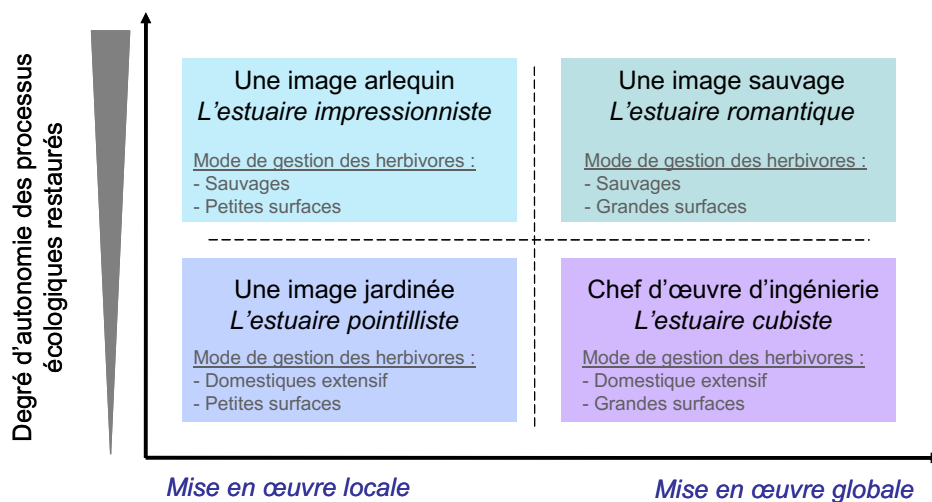 Degré d'autonomie des processus
écologiques restaurés
Une image arlequin
L'estuaire impressionniste
Mode de gestion des herbivores :
- Sauvages
- Petites surfaces
Une image sauvage
L'estuaire romantique
Mode de gestion des herbivores :
- Sauvages
- Grandes surfaces
Une image jardinée
L'estuaire pointilliste
Mode de gestion des herbivores :
- Domestiques extensif
- Petites surfaces
Chef d'œuvre d'ingénierie
L'estuaire cubiste
Mode de gestion des herbivores :
- Domestique extensif
- Grandes surfaces
Mise en œuvre locale
Mise en œuvre globale